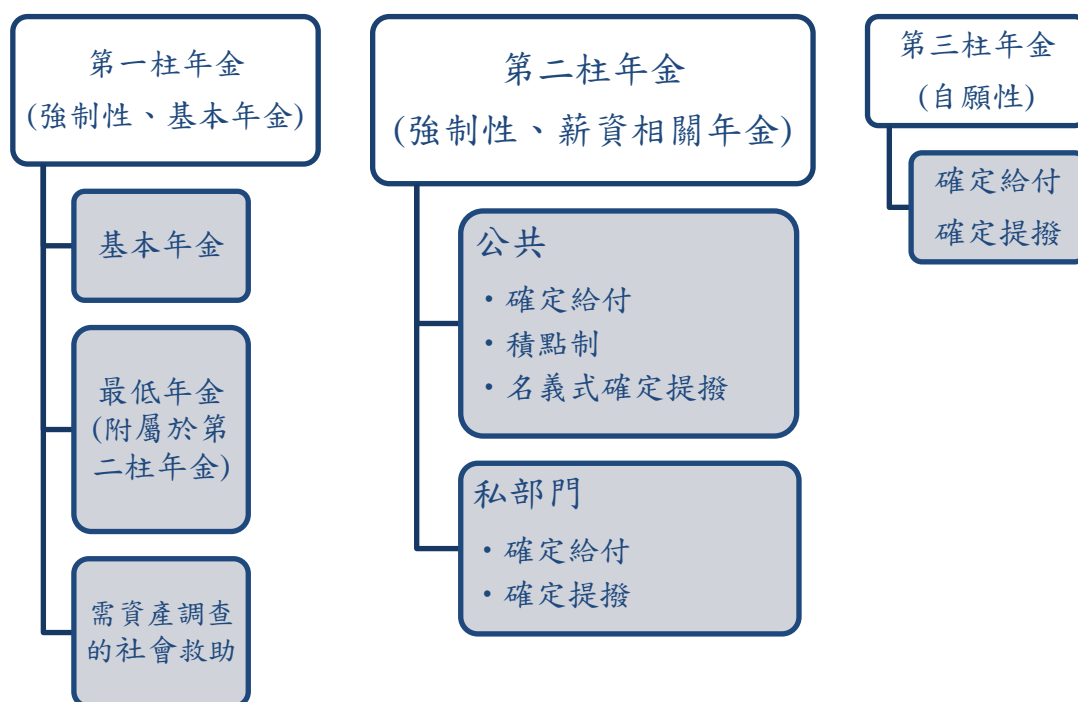 第一柱年金
(強制性、基本年金)
基本年金
最低年金
(附屬於第
二柱年金)
需資產調查
的社會救助
第二柱年金
(強制性、薪資相關年金)
公共
・確定給付
・積點制
・名義式確定提撥
私部門
・確定給付
・確定提撥
第三柱年金
(自願性)
確定給付
確定提撥